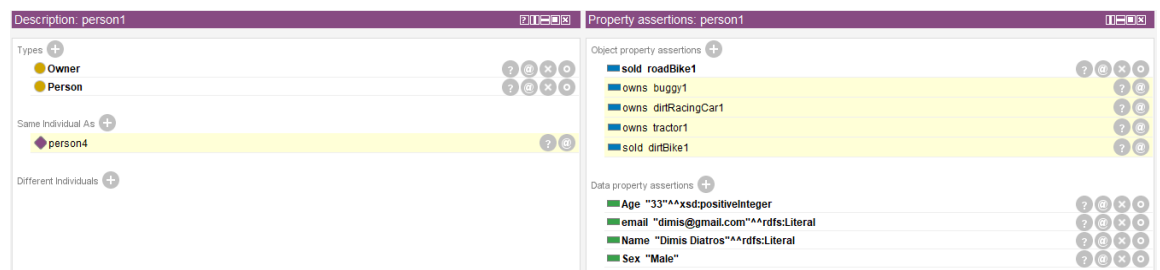 Description: person1
Types
Owner
Person
Same Individual As
person4
Different Individuals
Property assertions: person1
Object property assertions
sold roadBike1
owns buggy1
owns dirtRacingCar1
owns tractor1
sold dirtBike1
Data property assertions
Age "33"^^xsd:positiveInteger
email "dimis@gmail.com"^^rdfs:Literal
Name "Dimis Diatros"^^rdfs:Literal
Sex "Male"